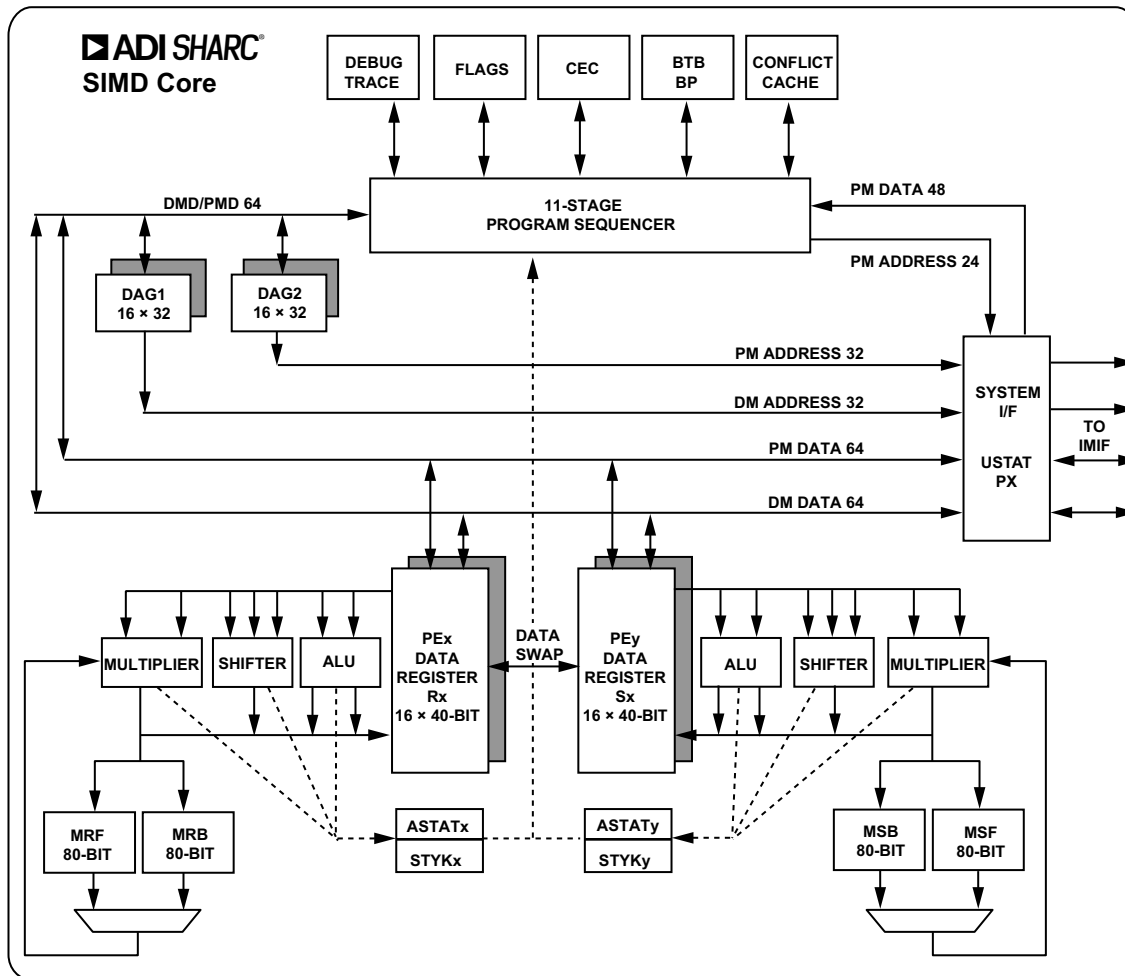 ADI SHARC®
SIMD Core
DEBUG
TRACE
FLAGS
CEC
BTB
BP
CONFLICT
CACHE
DMD/PMD 64
11-STAGE
PROGRAM SEQUENCER
PM DATA 48
PM ADDRESS 24
DAG1
16 × 32
DAG2
16 × 32
PM ADDRESS 32
DM ADDRESS 32
PM DATA 64
DM DATA 64
SYSTEM
I/F
USTAT
PX
TO
IMIF
MULTIPLIER
SHIFTER
ALU
PEx
DATA
REGISTER
Rx
16 × 40-BIT
DATA
SWAP
PEy
DATA
REGISTER
Sx
16 × 40-BIT
ALU
SHIFTER
MULTIPLIER
MRF
80-BIT
MRB
80-BIT
ASTATx
STYKx
ASTATy
STYKy
MSB
80-BIT
MSF
80-BIT